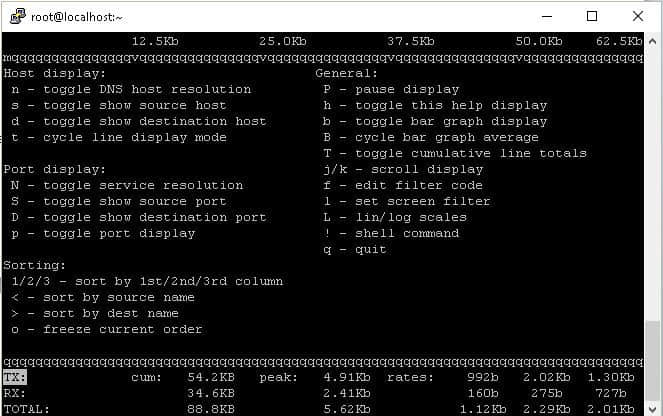 root@localhost:~
12.5Kb 25.0Kb 37.5Kb 50.0Kb 62.5Kb
mqqqqqqqqqqqqqqqqvqqqqqqqqqqqqqqqvqqqqqqqqqqqqqqqvqqqqqqqqqqqqqqqvqqqqqqqqqqqqqqq
Host display: General:
n - toggle DNS host resolution P - pause display
s - toggle show source host h - toggle this help display
d - toggle show destination host b - toggle bar graph display
t - cycle line display mode B - cycle bar graph average
T - toggle cumulative line totals
Port display: j/k - scroll display
N - toggle service resolution f - edit filter code
S - toggle show source port l - set screen filter
D - toggle show destination port L - lin/log scales
p - toggle port display ! - shell command
q - quit
Sorting:
1/2/3 - sort by 1st/2nd/3rd column
< - sort by source name
> - sort by dest name
o - freeze current order
qqqqqqqqqqqqqqqqqqqqqqqqqqqqqqqqqqqqqqqqqqqqqqqqqqqqqqqqqqqqqqqqqqqqqqqqqqqqqqqq
TX: cum: 54.2KB peak: 4.91Kb rates: 992b 2.02Kb 1.30Kb
RX: 34.6KB 2.41Kb 160b 275b 727b
TOTAL: 88.8KB 5.62Kb 1.12Kb 2.29Kb 2.01Kb